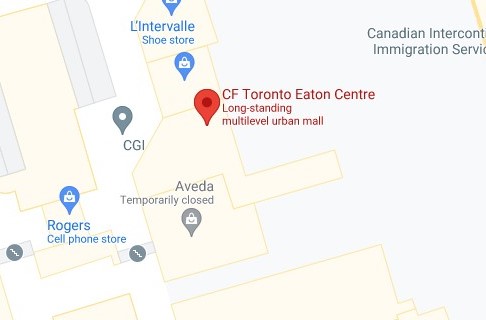 L'Intervalle
Shoe store
Canadian Intercont
Immigration Servic
CF Toronto Eaton Centre
Long-standing
multilevel urban mall
CGI
Aveda
Temporarily closed
Rogers
Cell phone store